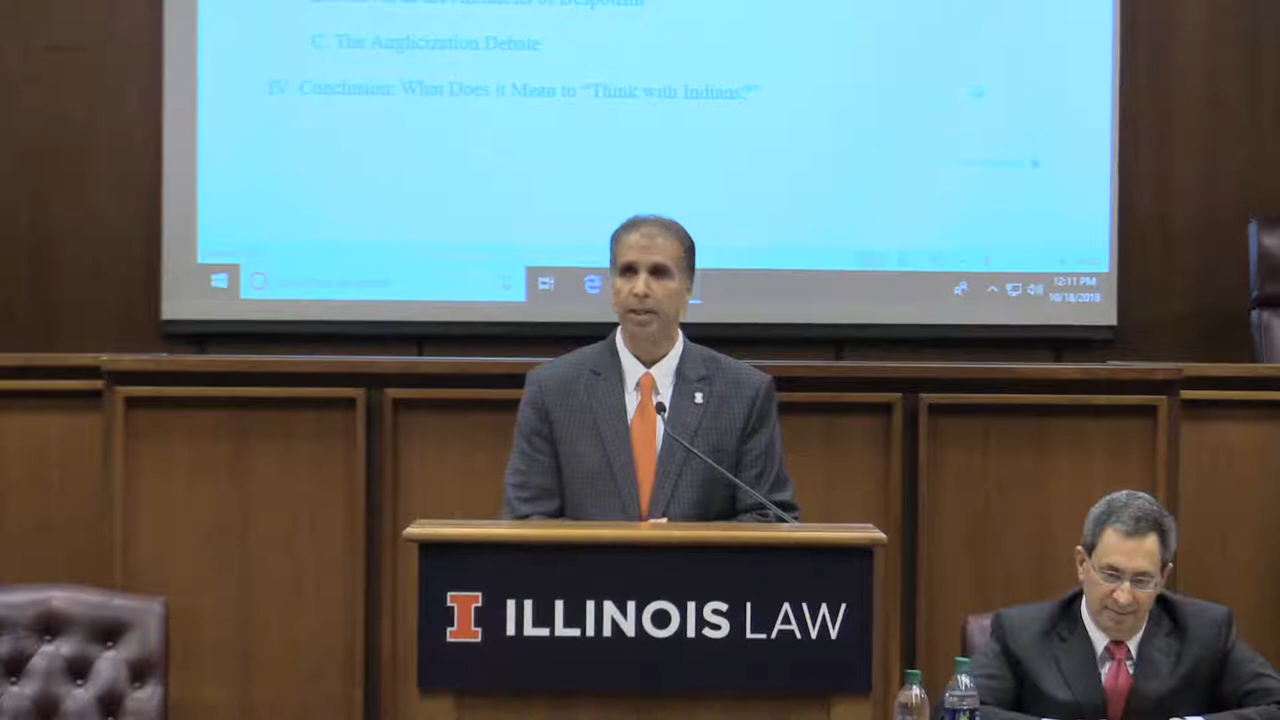 C. The Anglicization Debate
IV. Conclusion: What Does it Mean to "Think with Indians?"
12:11 PM
10/18/2018
I ILLINOIS LAW